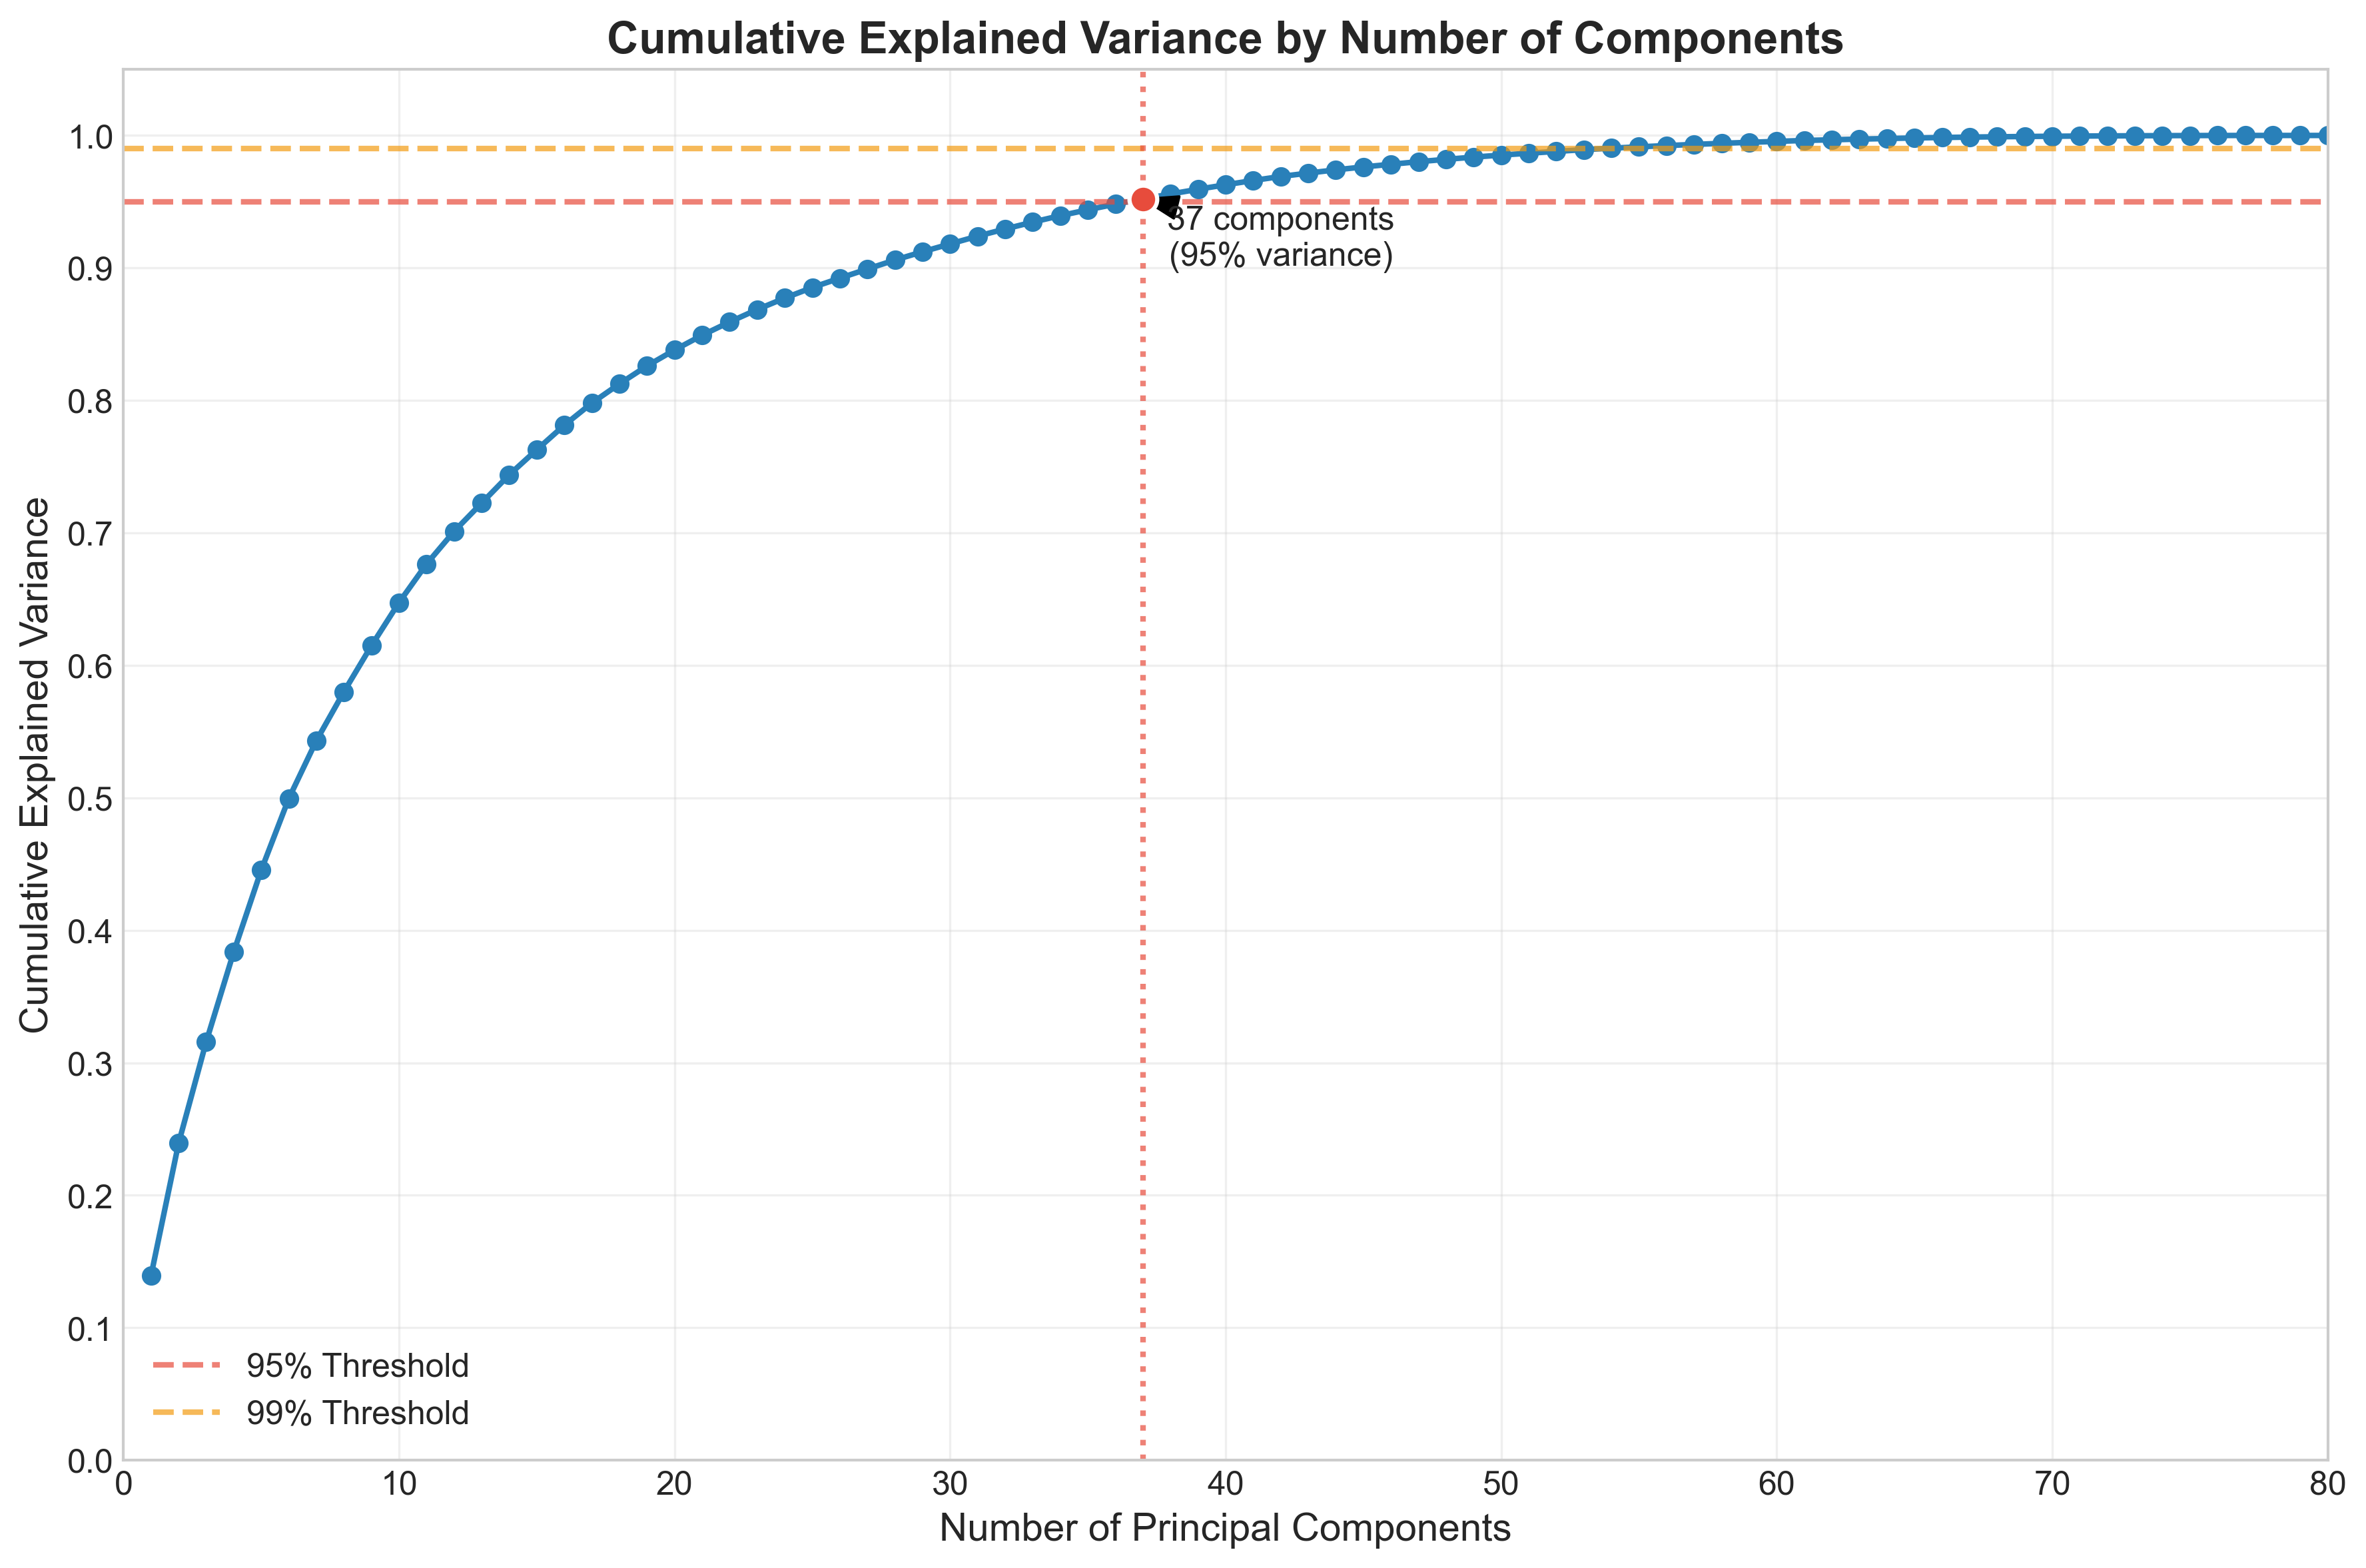 Cumulative Explained Variance by Number of Components
Cumulative Explained Variance
1.0
0.9
0.8
0.7
0.6
0.5
0.4
0.3
0.2
0.1
0.0
37 components
(95% variance)
95% Threshold
99% Threshold
0 10 20 30 40 50 60 70 80
Number of Principal Components